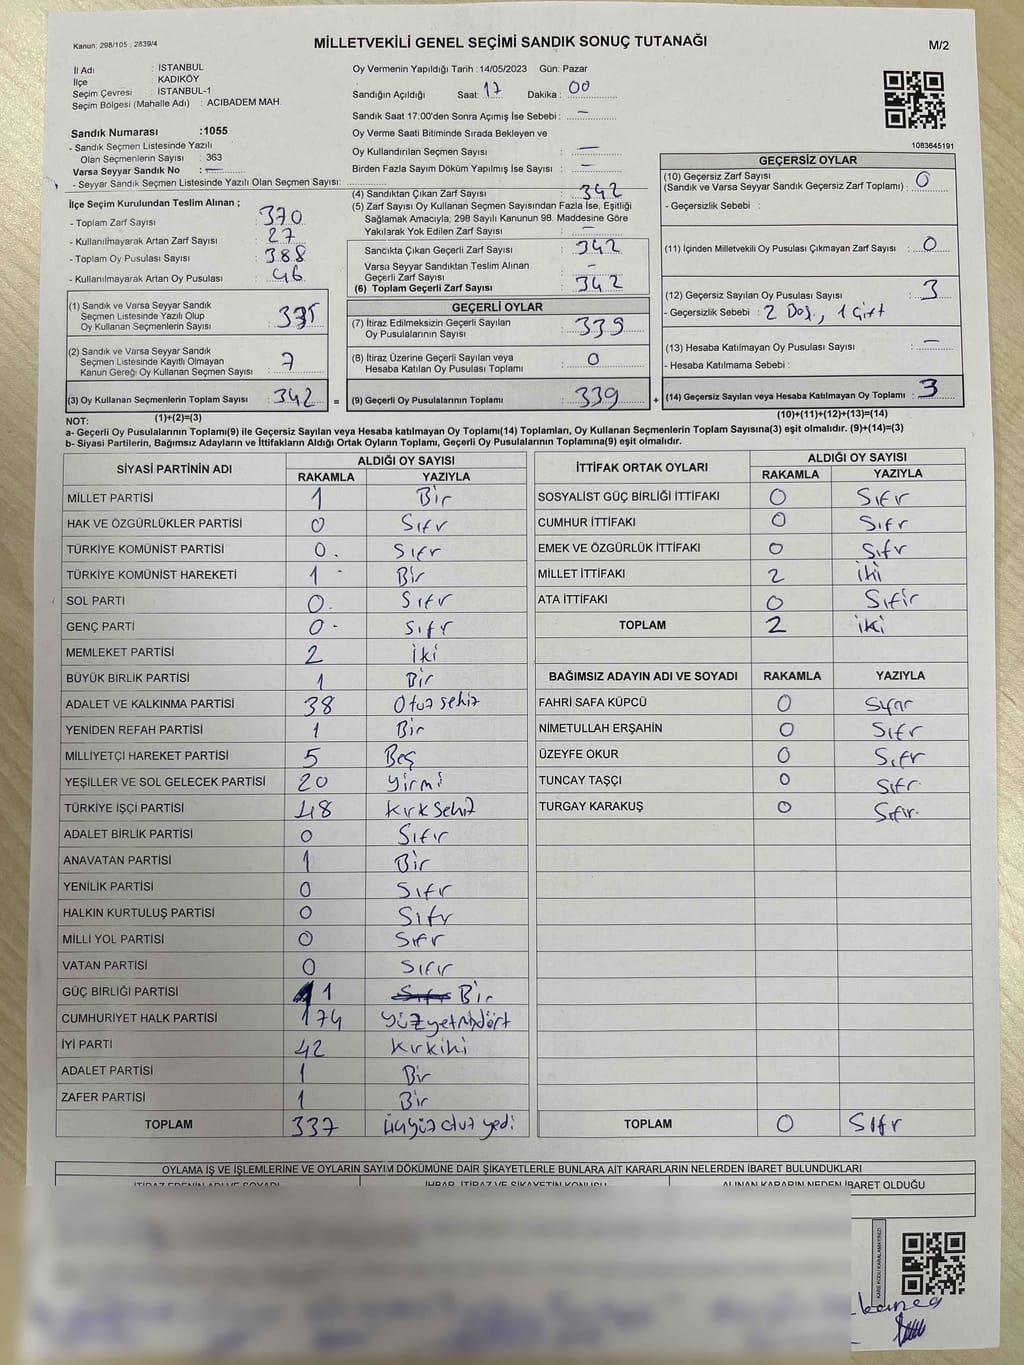 Kanun; 298/105 , 2839/4
MİLLETVEKİLİ GENEL SEÇİMİ SANDIK SONUÇ TUTANAĞI
M/2
İl Adı : İSTANBUL
İlçe : KADIKÖY
Seçim Çevresi : İSTANBUL-1
Seçim Bölgesi (Mahalle Adı) : ACIBADEM MAH.
Oy Vermenin Yapıldığı Tarih :14/05/2023 Gün: Pazar
Sandığın Açıldığı Saat: 17 Dakika : 00
Sandık Saat 17:00'den Sonra Açımış İse Sebebi : —
Oy Verme Saati Bitiminde Sırada Bekleyen ve
Oy Kullandırılan Seçmen Sayısı : —
Birden Fazla Sayım Döküm Yapılmış İse Sayısı : —
1083645191
Sandık Numarası :1055
- Sandık Seçmen Listesinde Yazılı
Olan Seçmenlerin Sayısı : 363
Varsa Seyyar Sandık No : —
- Seyyar Sandık Seçmen Listesinde Yazılı Olan Seçmen Sayısı:
İlçe Seçim Kurulundan Teslim Alınan ;
- Toplam Zarf Sayısı : 370
- Kullanılmayarak Artan Zarf Sayısı : 27
- Toplam Oy Pusulası Sayısı : 388
- Kullanılmayarak Artan Oy Pusulası : 46
(1) Sandık ve Varsa Seyyar Sandık
Seçmen Listesinde Yazılı Olup
Oy Kullanan Seçmenlerin Sayısı : 335
(2) Sandık ve Varsa Seyyar Sandık
Seçmen Listesinde Kayıtlı Olmayan
Kanun Gereği Oy Kullanan Seçmen Sayısı : 7
(3) Oy Kullanan Seçmenlerin Toplam Sayısı : 342 =
(4) Sandıktan Çıkan Zarf Sayısı : 342
(5) Zarf Sayısı Oy Kullanan Seçmen Sayısından Fazla İse, Eşitliği
Sağlamak Amacıyla; 298 Sayılı Kanunun 98. Maddesine Göre
Yakılarak Yok Edilen Zarf Sayısı : —
Sandıkta Çıkan Geçerli Zarf Sayısı : 342
Varsa Seyyar Sandıktan Teslim Alınan
Geçerli Zarf Sayısı : —
(6) Toplam Geçerli Zarf Sayısı : 342
GEÇERLİ OYLAR
(7) İtiraz Edilmeksizin Geçerli Sayılan
Oy Pusulalarının Sayısı : 339
(8) İtiraz Üzerine Geçerli Sayılan veya
Hesaba Katılan Oy Pusulası Toplamı : 0
(9) Geçerli Oy Pusulalarının Toplamı : 339 +
GEÇERSİZ OYLAR
(10) Geçersiz Zarf Sayısı
(Sandık ve Varsa Seyyar Sandık Geçersiz Zarf Toplamı) : 0
- Geçersizlik Sebebi :
(11) İçinden Milletvekili Oy Pusulası Çıkmayan Zarf Sayısı : 0
(12) Geçersiz Sayılan Oy Pusulası Sayısı : 3
- Geçersizlik Sebebi : 2 Boş, 1 Çift
(13) Hesaba Katılmayan Oy Pusulası Sayısı : —
- Hesaba Katılmama Sebebi :
(14) Geçersiz Sayılan veya Hesaba Katılmayan Oy Toplamı : 3
NOT: (1)+(2)=(3) (10)+(11)+(12)+(13)=(14)
a- Geçerli Oy Pusulaları Toplamı(9) ile Geçersiz Sayılan veya Hesaba Katılmayan Oy Toplamı(14) Toplamları, Oy Kullanan Seçmenlerin Toplam Sayısına(3) eşit olmalıdır. (9)+(14)=(3)
b- Siyasi Partilerin, Bağımsız Adayların ve İttifakların Aldığı Ortak Oyların Toplamı, Geçerli Oy Pusulalarının Toplamına(9) eşit olmalıdır.
SİYASİ PARTİNİN ADI ALDIĞI OY SAYISI
RAKAMLA YAZIYLA
MİLLET PARTİSİ 1 Bir
HAK VE ÖZGÜRLÜKLER PARTİSİ 0 Sıfr
TÜRKİYE KOMÜNİST PARTİSİ 0. Sıfr
TÜRKİYE KOMÜNİST HAREKETİ 1 - Bir
SOL PARTİ 0. Sıfr
GENÇ PARTİ 0. Sıfr
MEMLEKET PARTİSİ 2 iki
BÜYÜK BİRLİK PARTİSİ 1 Bir
ADALET VE KALKINMA PARTİSİ 38 Otuz sekiz
YENİDEN REFAH PARTİSİ 1 Bir
MİLLİYETÇİ HAREKET PARTİSİ 5 Beş
YEŞİLLER VE SOL GELECEK PARTİSİ 20 yirmi
TÜRKİYE İŞÇİ PARTİSİ 48 kırk sekiz
ADALET BİRLİK PARTİSİ 0 Sıfır
ANAVATAN PARTİSİ 1 Bir
YENİLİK PARTİSİ 0 Sıfr
HALKIN KURTULUŞ PARTİSİ 0 Sıfr
MİLLİ YOL PARTİSİ 0 Sıfr
VATAN PARTİSİ 0 Sıfır
GÜÇ BİRLİĞİ PARTİSİ 1 Bir
CUMHURİYET HALK PARTİSİ 174 yüz yetmişdört
İYİ PARTİ 42 kırkiki
ADALET PARTİSİ 1 Bir
ZAFER PARTİSİ 1 Bir
TOPLAM 337 üçyüz otuz yedi
İTTİFAK ORTAK OYLARI ALDIĞI OY SAYISI
RAKAMLA YAZIYLA
SOSYALİST GÜÇ BİRLİĞİ İTTİFAKI 0 Sıfr
CUMHUR İTTİFAKI 0 Sıfr
EMEK VE ÖZGÜRLÜK İTTİFAKI 0 Sıfr
MİLLET İTTİFAKI 2 iki
ATA İTTİFAKI 0 Sıfir
TOPLAM 2 iki
BAĞIMSIZ ADAYIN ADI VE SOYADI RAKAMLA YAZIYLA
FAHRİ SAFA KÜPCÜ 0
NİMETULLAH ERŞAHİN 0 Sıfr
ÜZEYFE OKUR 0 Sıfr
TUNCAY TAŞÇI 0 Sıfr
TURGAY KARAKUŞ 0 Sıfır
TOPLAM 0 Sıfr
OYLAMA İŞ VE İŞLEMLERİNE VE OYLARIN SAYIM DÖKÜMÜNE DAİR ŞİKAYETLERLE BUNLARA AİT KARARLARIN NELERDEN İBARET BULUNDUKLARI
İTİRAZ EDENİN ADI VE SOYADI İHBAR, İTİRAZ VE ŞİKAYETİN KONUSU ALINAN KARARIN NEDEN İBARET OLDUĞU
KARE KODU KARALAMAYINIZ!